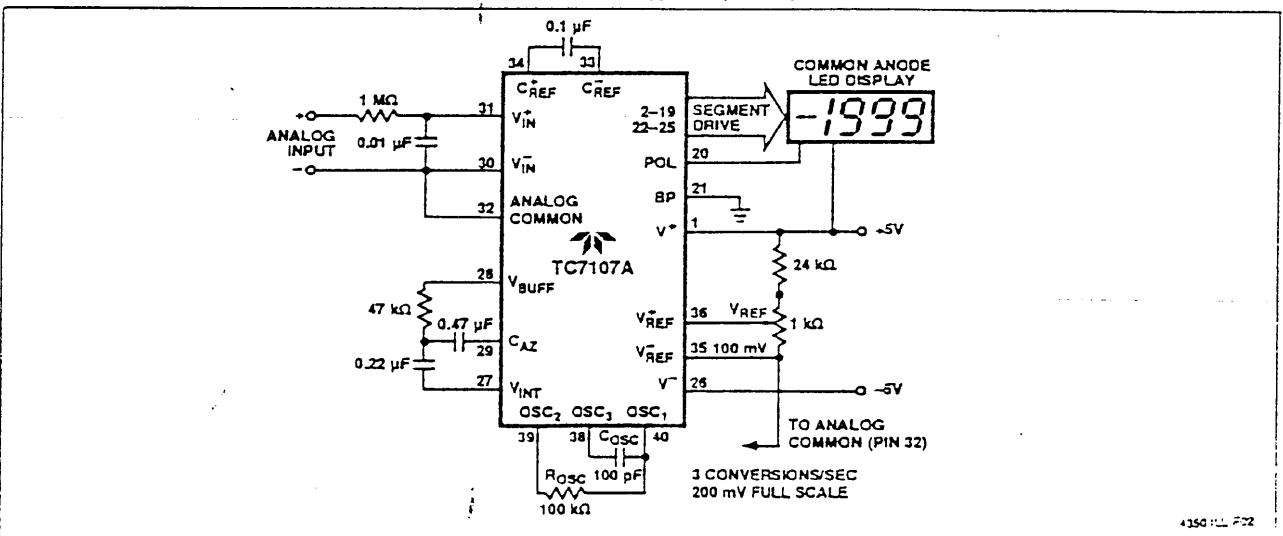 0.1 µF
34
33
C+REF
C−REF
COMMON ANODE
LED DISPLAY
-1999
1 MΩ
+
31
V+IN
2–19
22–25
SEGMENT
DRIVE
ANALOG
INPUT
0.01 µF
–
30
V−IN
POL
20
32
ANALOG
COMMON
BP
21
V+
1
+5V
TC7107A
24 kΩ
28
VBUFF
47 kΩ
0.47 µF
29
CAZ
V+REF
36
VREF
1 kΩ
V−REF
35
100 mV
0.22 µF
27
VINT
V−
26
–5V
OSC2
OSC3
OSC1
39
38
COSC
40
100 pF
ROSC
100 kΩ
TO ANALOG
COMMON (PIN 32)
3 CONVERSIONS/SEC
200 mV FULL SCALE